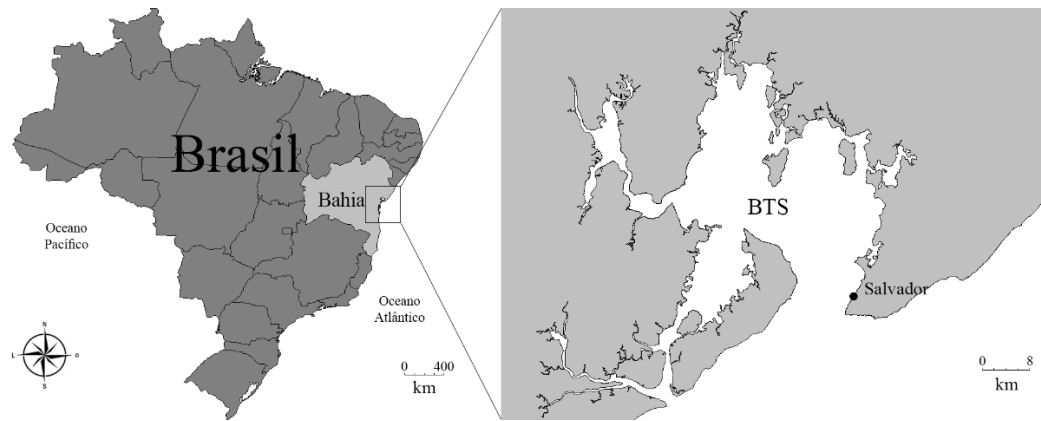 Brasil
Bahia
Oceano
Pacífico
Oceano
Atlântico
N
L
O
S
0 400
km
BTS
Salvador
0 8
km